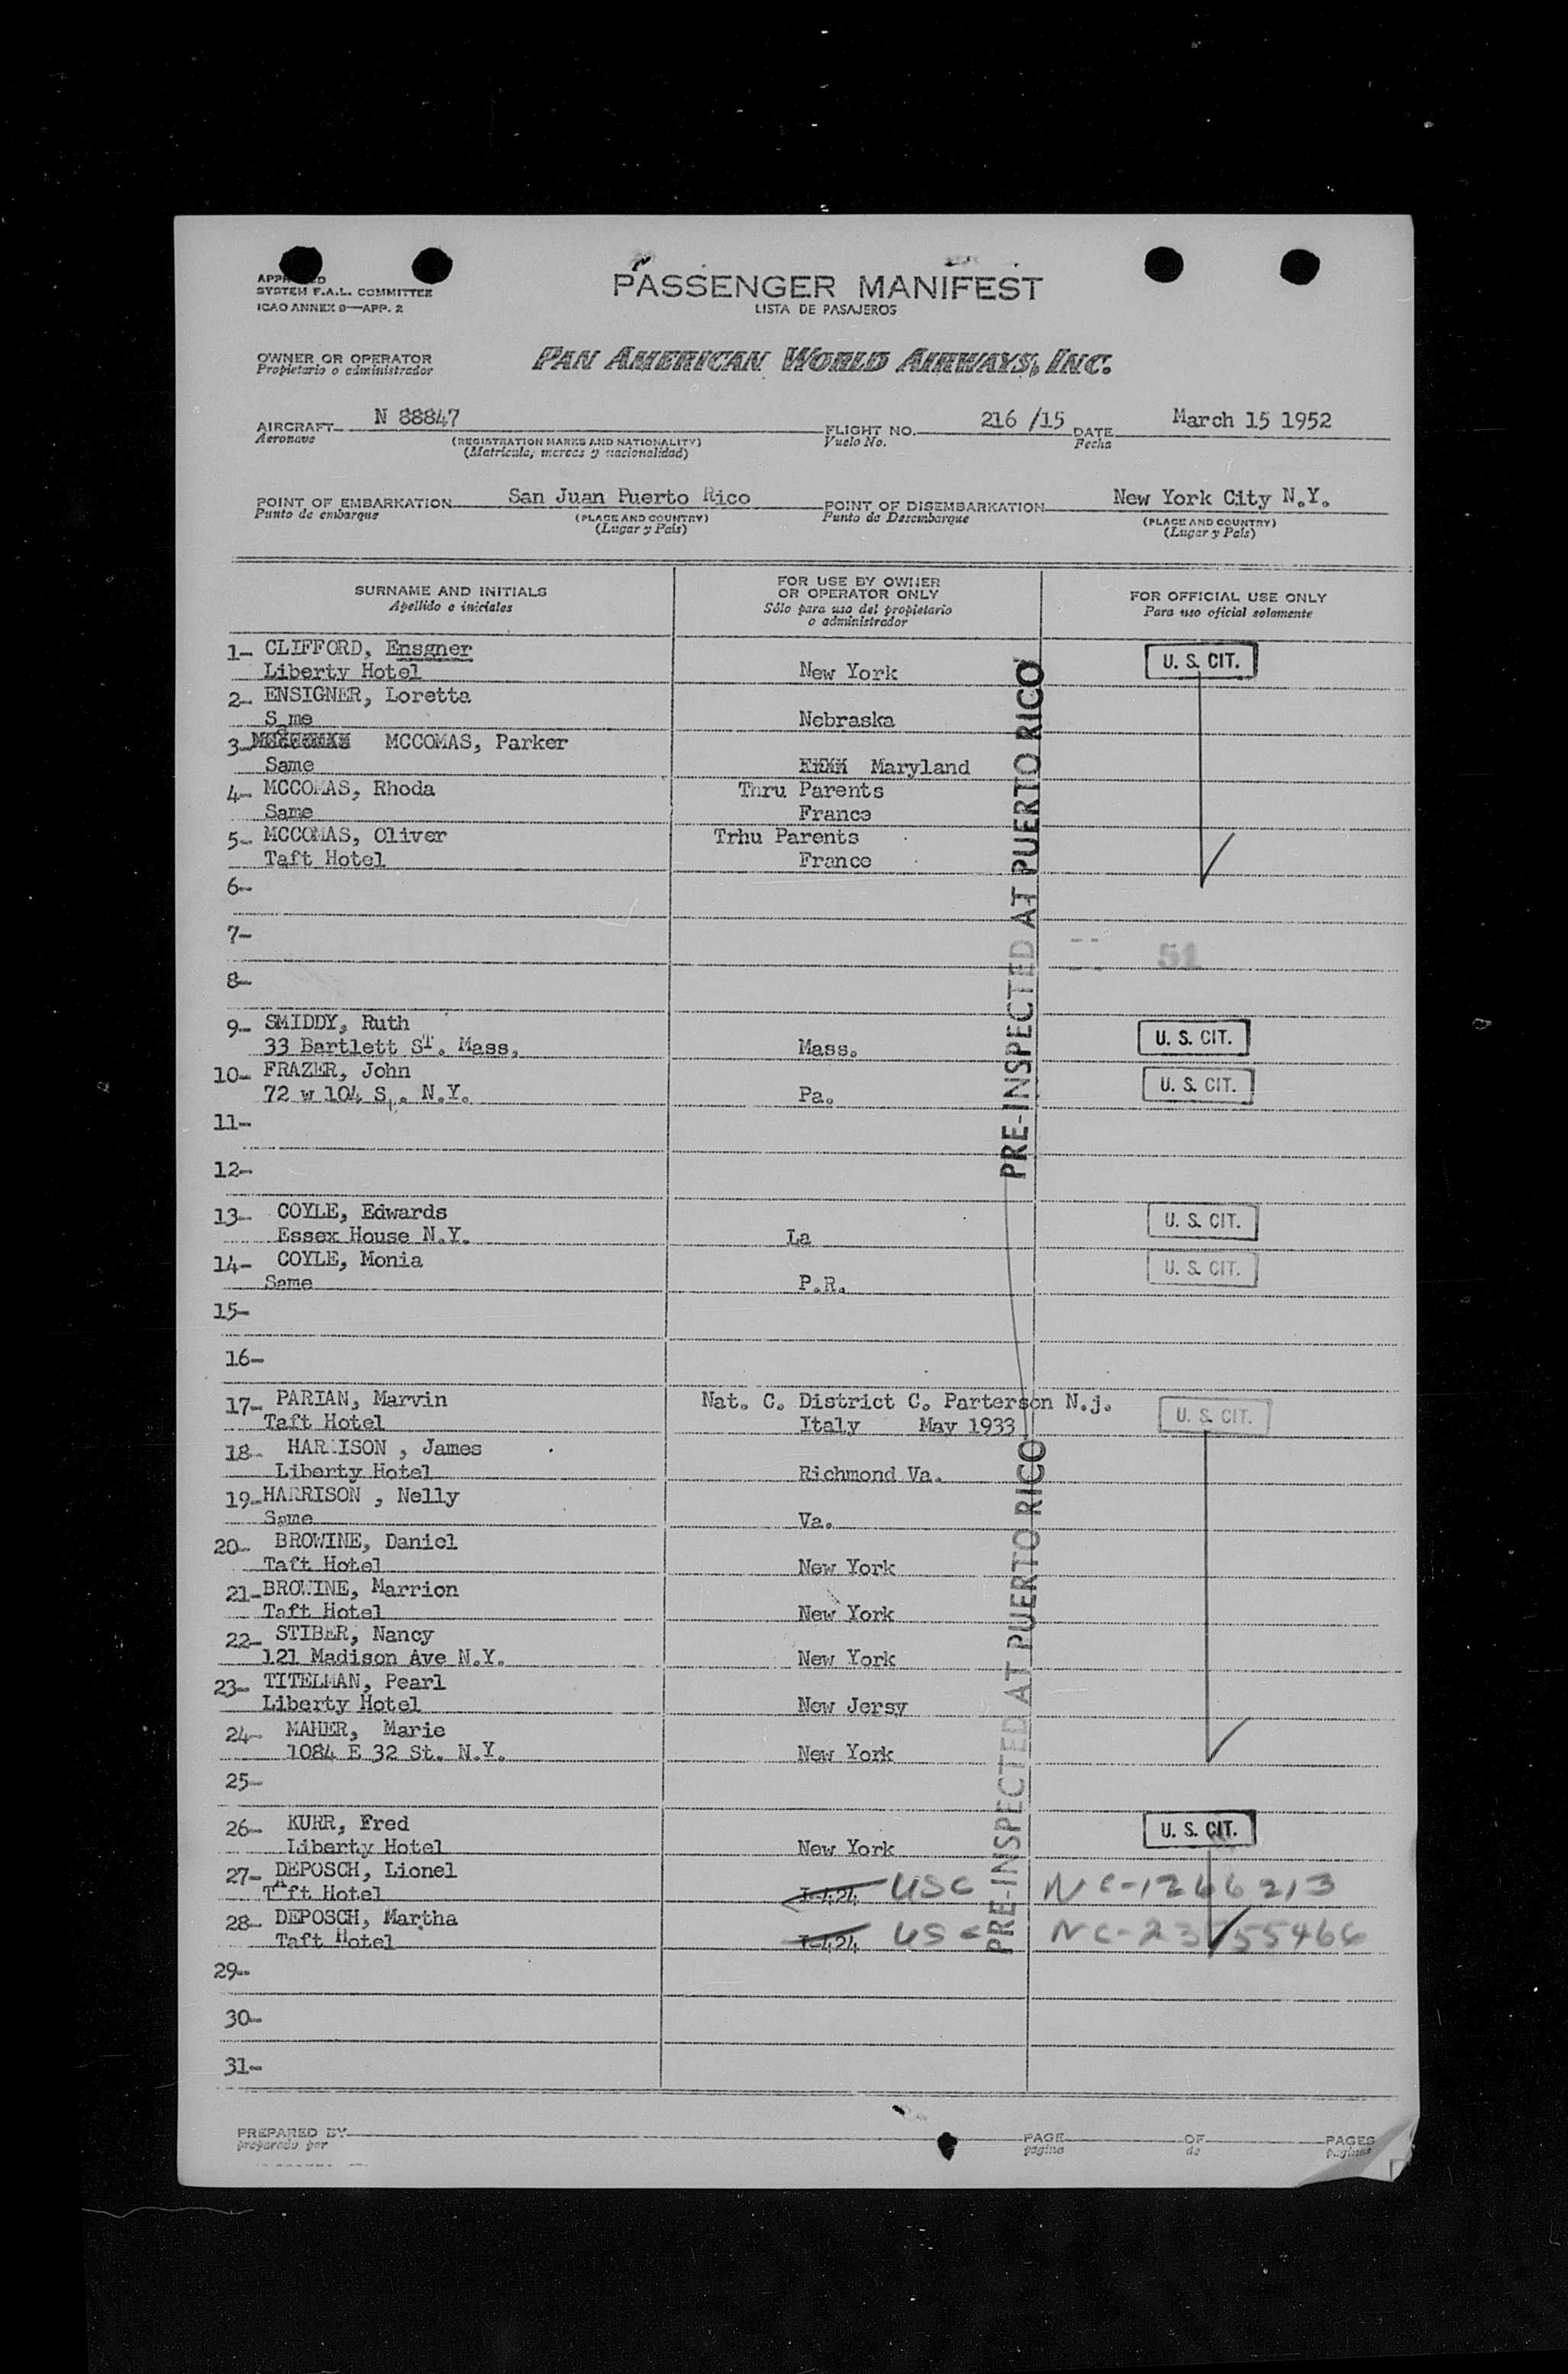 APPROVED
SYSTEM F.A.L. COMMITTEE
ICAO ANNEX 9—APP. 2
PASSENGER MANIFEST
LISTA DE PASAJEROS
OWNER OR OPERATOR
Propietario o administrador
PAN AMERICAN WORLD AIRWAYS, INC.
AIRCRAFT N 88847 FLIGHT NO. 216 /15 DATE March 15 1952
Aeronave (REGISTRATION MARKS AND NATIONALITY) Vuelo No. Fecha
(Matricula, marcas y nacionalidad)
POINT OF EMBARKATION San Juan Puerto Rico POINT OF DISEMBARKATION New York City N.Y.
Punto de embarque (PLACE AND COUNTRY) Punto de Desembarque (PLACE AND COUNTRY)
(Lugar y País) (Lugar y País)
SURNAME AND INITIALS
Apellido e iniciales
FOR USE BY OWNER
OR OPERATOR ONLY
Sólo para uso del propietario
o administrador
FOR OFFICIAL USE ONLY
Para uso oficial solamente
1- CLIFFORD, Ensgner U. S. CIT.
Liberty Hotel New York
2- ENSIGNER, Loretta
Same Nebraska
3- MCCOMAS, Parker
Same Maryland
4- MCCOMAS, Rhoda Thru Parents
Same France
5- MCCOMAS, Oliver Trhu Parents
Taft Hotel France
6-
7-
51
8-
9- SMIDDY, Ruth
33 Bartlett ST. Mass, Mass. U. S. CIT.
10- FRAZER, John
72 w 104 St. N.Y. Pa. U. S. CIT.
11-
12-
PRE-INSPECTED AT PUERTO RICO
13- COYLE, Edwards U. S. CIT.
Essex House N.Y. La
14- COYLE, Monia U. S. CIT.
Same P.R.
15-
16-
17- PARIAN, Marvin Nat. C. District C. Parterson N.j. U. S. CIT.
Taft Hotel Italy May 1933
18- HARRISON , James
Liberty Hotel Richmond Va.
19- HARRISON , Nelly
Same Va.
20- BROWINE, Daniel
Taft Hotel New York
21- BROWINE, Marrion
Taft Hotel New York
22- STIBER, Nancy
121 Madison Ave N.Y. New York
23- TITELMAN, Pearl
Liberty Hotel New Jersy
24- MAHER, Marie
1084 E 32 St. N.Y. New York
25-
26- KURR, Fred U. S. CIT.
Liberty Hotel New York
27- DEPOSCH, Lionel
Taft Hotel I-424 USC NC-1266213
28- DEPOSCH, Martha
Taft Hotel I-424 USC NC-2355466
PRE-INSPECTED AT PUERTO RICO
29-
30-
31-
PREPARED BY PAGE OF PAGES
preparado por página de páginas